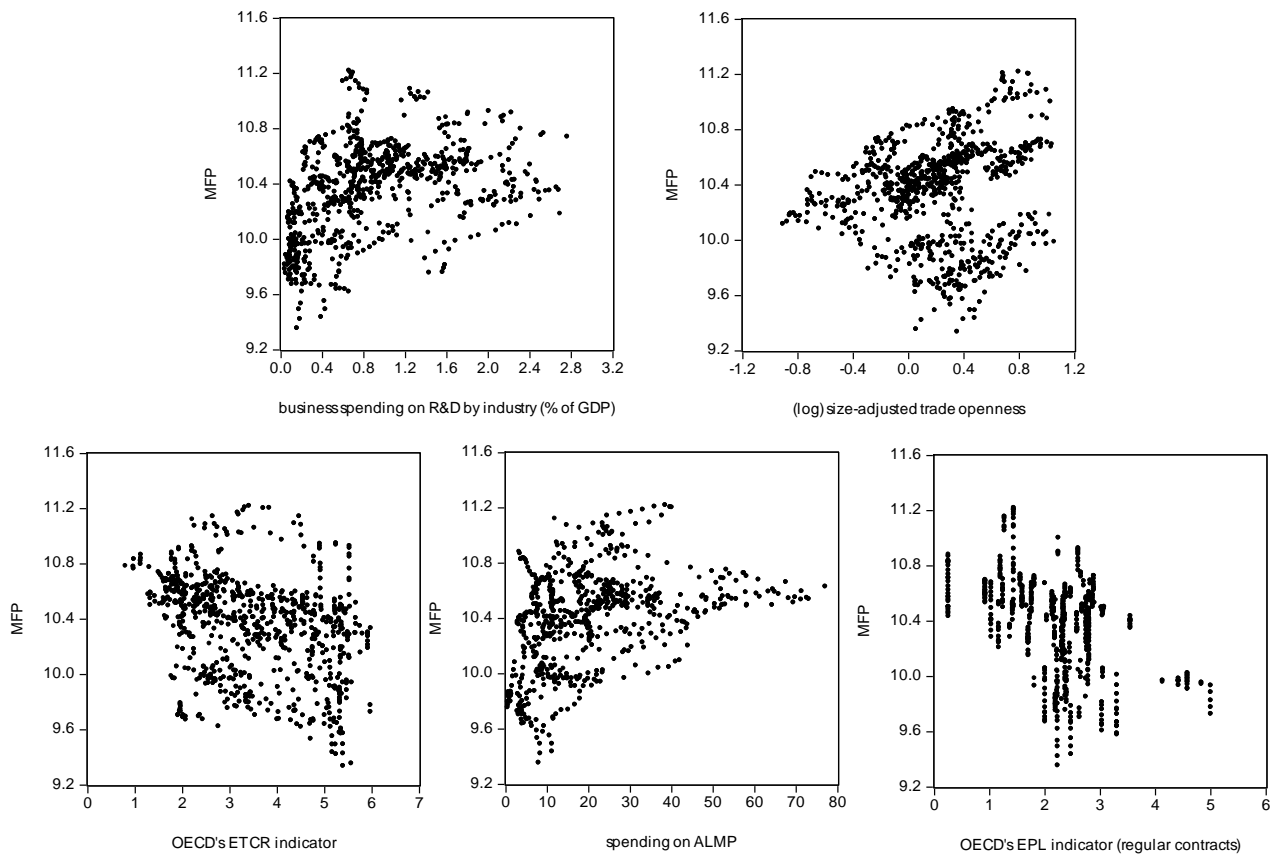 11.6
11.2
10.8
10.4
10.0
9.6
9.2
MFP
0.0 0.4 0.8 1.2 1.6 2.0 2.4 2.8 3.2
business spending on R&D by industry (% of GDP)
11.6
11.2
10.8
10.4
10.0
9.6
9.2
MFP
-1.2 -0.8 -0.4 0.0 0.4 0.8 1.2
(log) size-adjusted trade openness
11.6
11.2
10.8
10.4
10.0
9.6
9.2
MFP
0 1 2 3 4 5 6 7
OECD's ETCR indicator
11.6
11.2
10.8
10.4
10.0
9.6
9.2
MFP
0 10 20 30 40 50 60 70 80
spending on ALMP
11.6
11.2
10.8
10.4
10.0
9.6
9.2
MFP
0 1 2 3 4 5 6
OECD's EPL indicator (regular contracts)